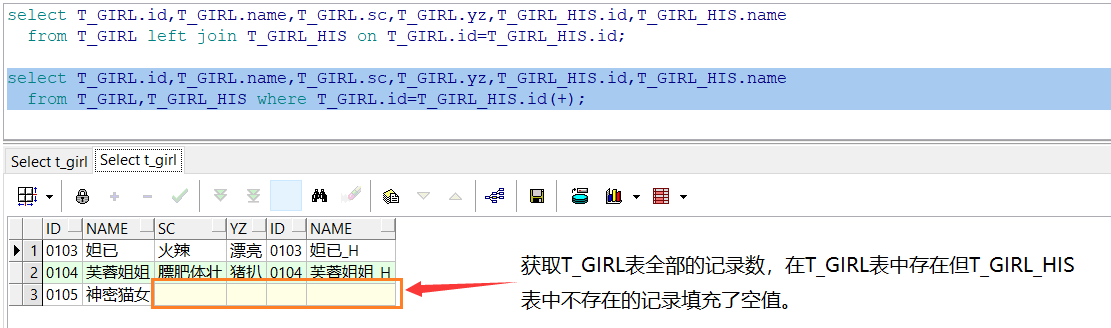 select T_GIRL.id,T_GIRL.name,T_GIRL.sc,T_GIRL.yz,T_GIRL_HIS.id,T_GIRL_HIS.name
from T_GIRL left join T_GIRL_HIS on T_GIRL.id=T_GIRL_HIS.id;
select T_GIRL.id,T_GIRL.name,T_GIRL.sc,T_GIRL.yz,T_GIRL_HIS.id,T_GIRL_HIS.name
from T_GIRL,T_GIRL_HIS where T_GIRL.id=T_GIRL_HIS.id(+);
Select t_girl Select t_girl
ID NAME SC YZ ID NAME
1 0103 妲已 火辣 漂亮 0103 妲已_H
2 0104 芙蓉姐姐 膘肥体壮 猪扒 0104 芙蓉姐姐_H
3 0105 神密猫女
获取T_GIRL表全部的记录数，在T_GIRL表中存在但T_GIRL_HIS
表中不存在的记录填充了空值。